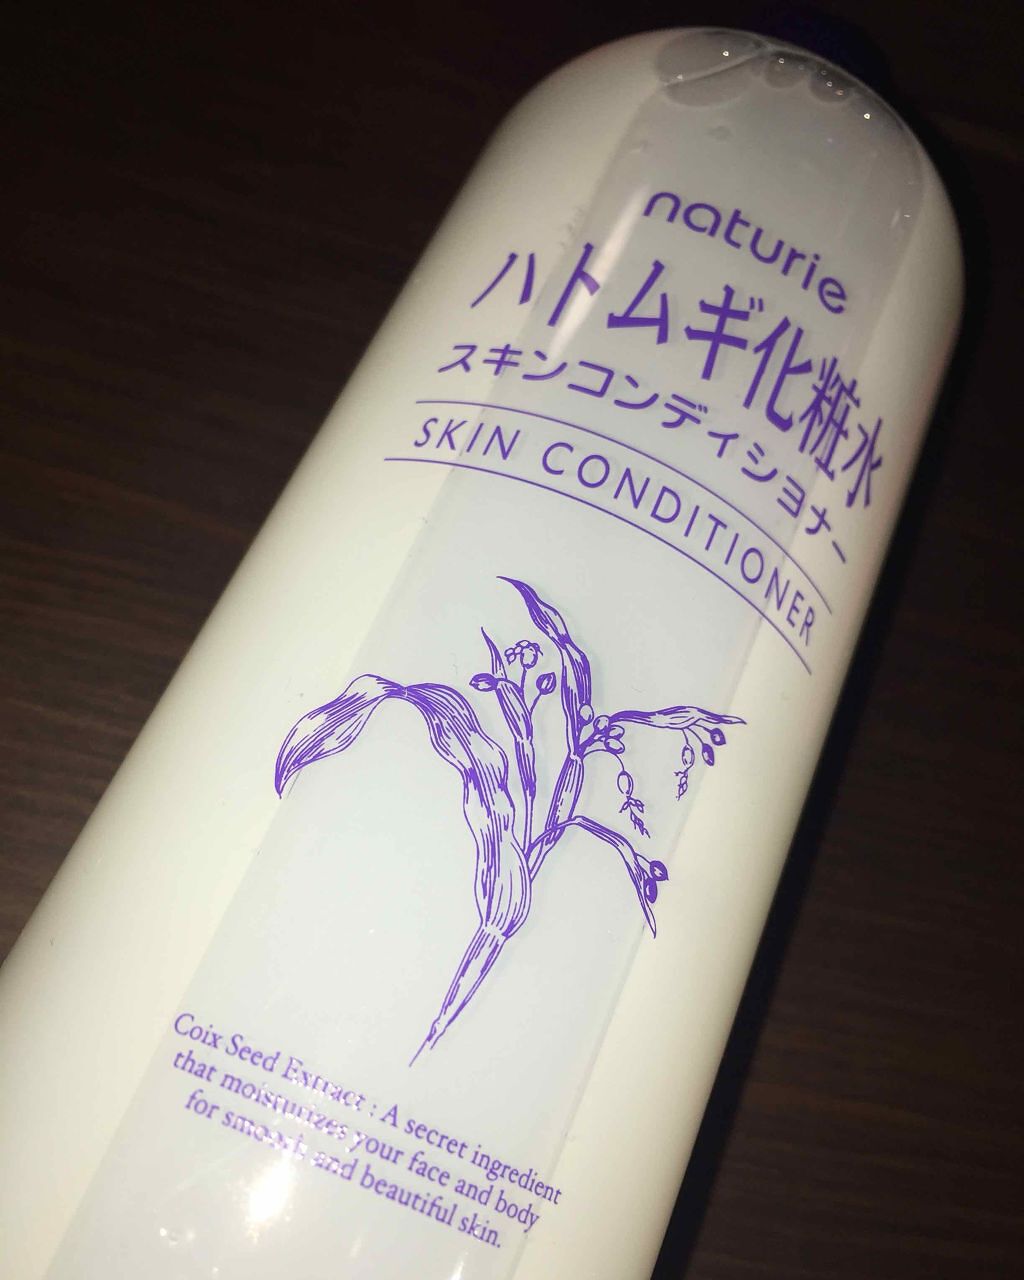 naturie
ハトムギ化粧水
スキンコンディショナー
SKIN CONDITIONER
Coix Seed Extract : A secret ingredient
that moisturizes your face and body
for smooth and beautiful skin.